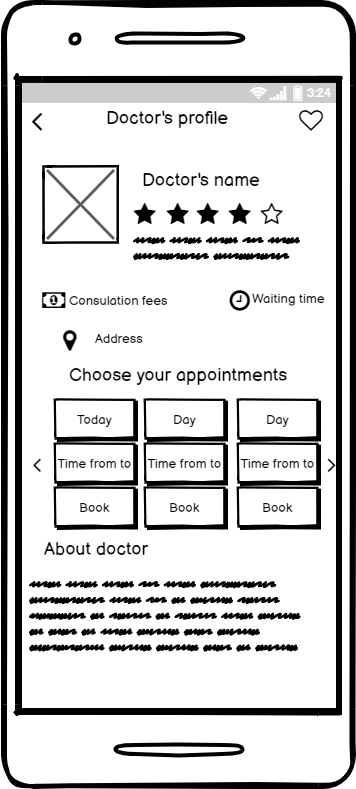 3:24
Doctor's profile
Doctor's name
Consulation fees
Waiting time
Address
Choose your appointments
Today Day Day
Time from to Time from to Time from to
Book Book Book
About doctor